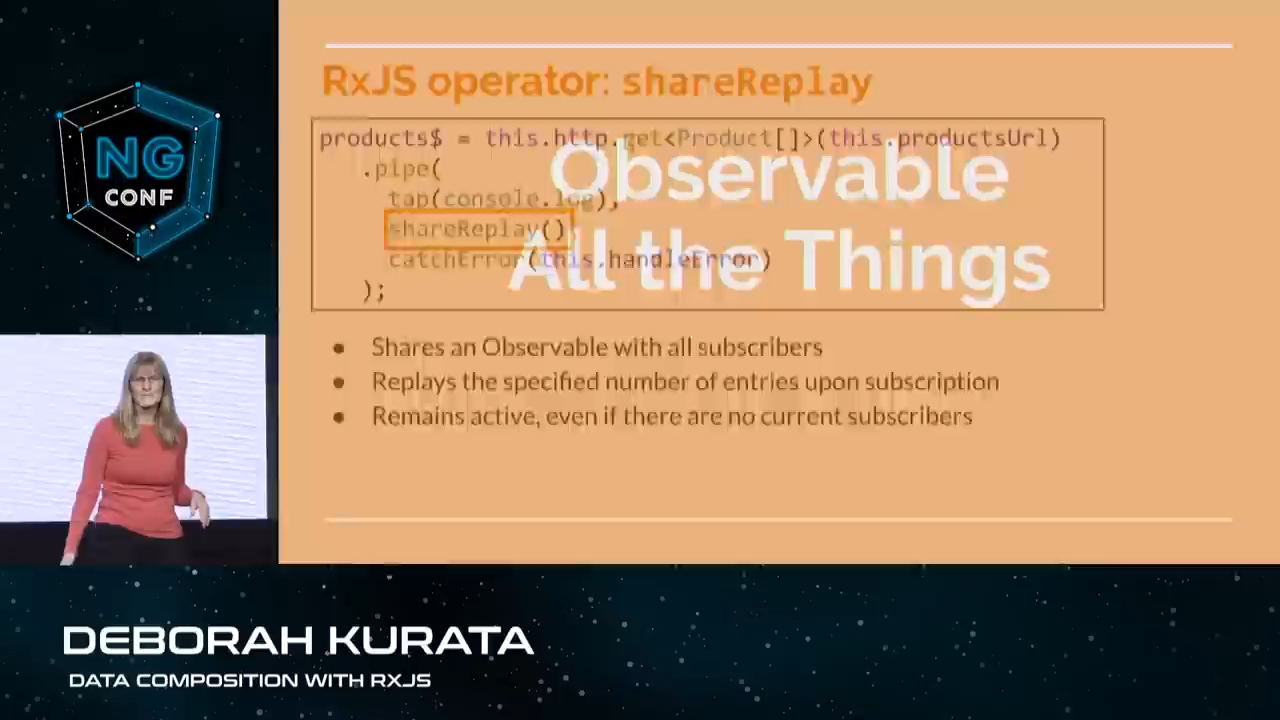 NG
CONF
RxJS operator: shareReplay
products$ = this.http.get<Product[]>(this.productsUrl)
.pipe(
tap(console.log),
shareReplay()
catchError(this.handleError)
);
Observable
All the Things
• Shares an Observable with all subscribers
• Replays the specified number of entries upon subscription
• Remains active, even if there are no current subscribers
DEBORAH KURATA
DATA COMPOSITION WITH RXJS